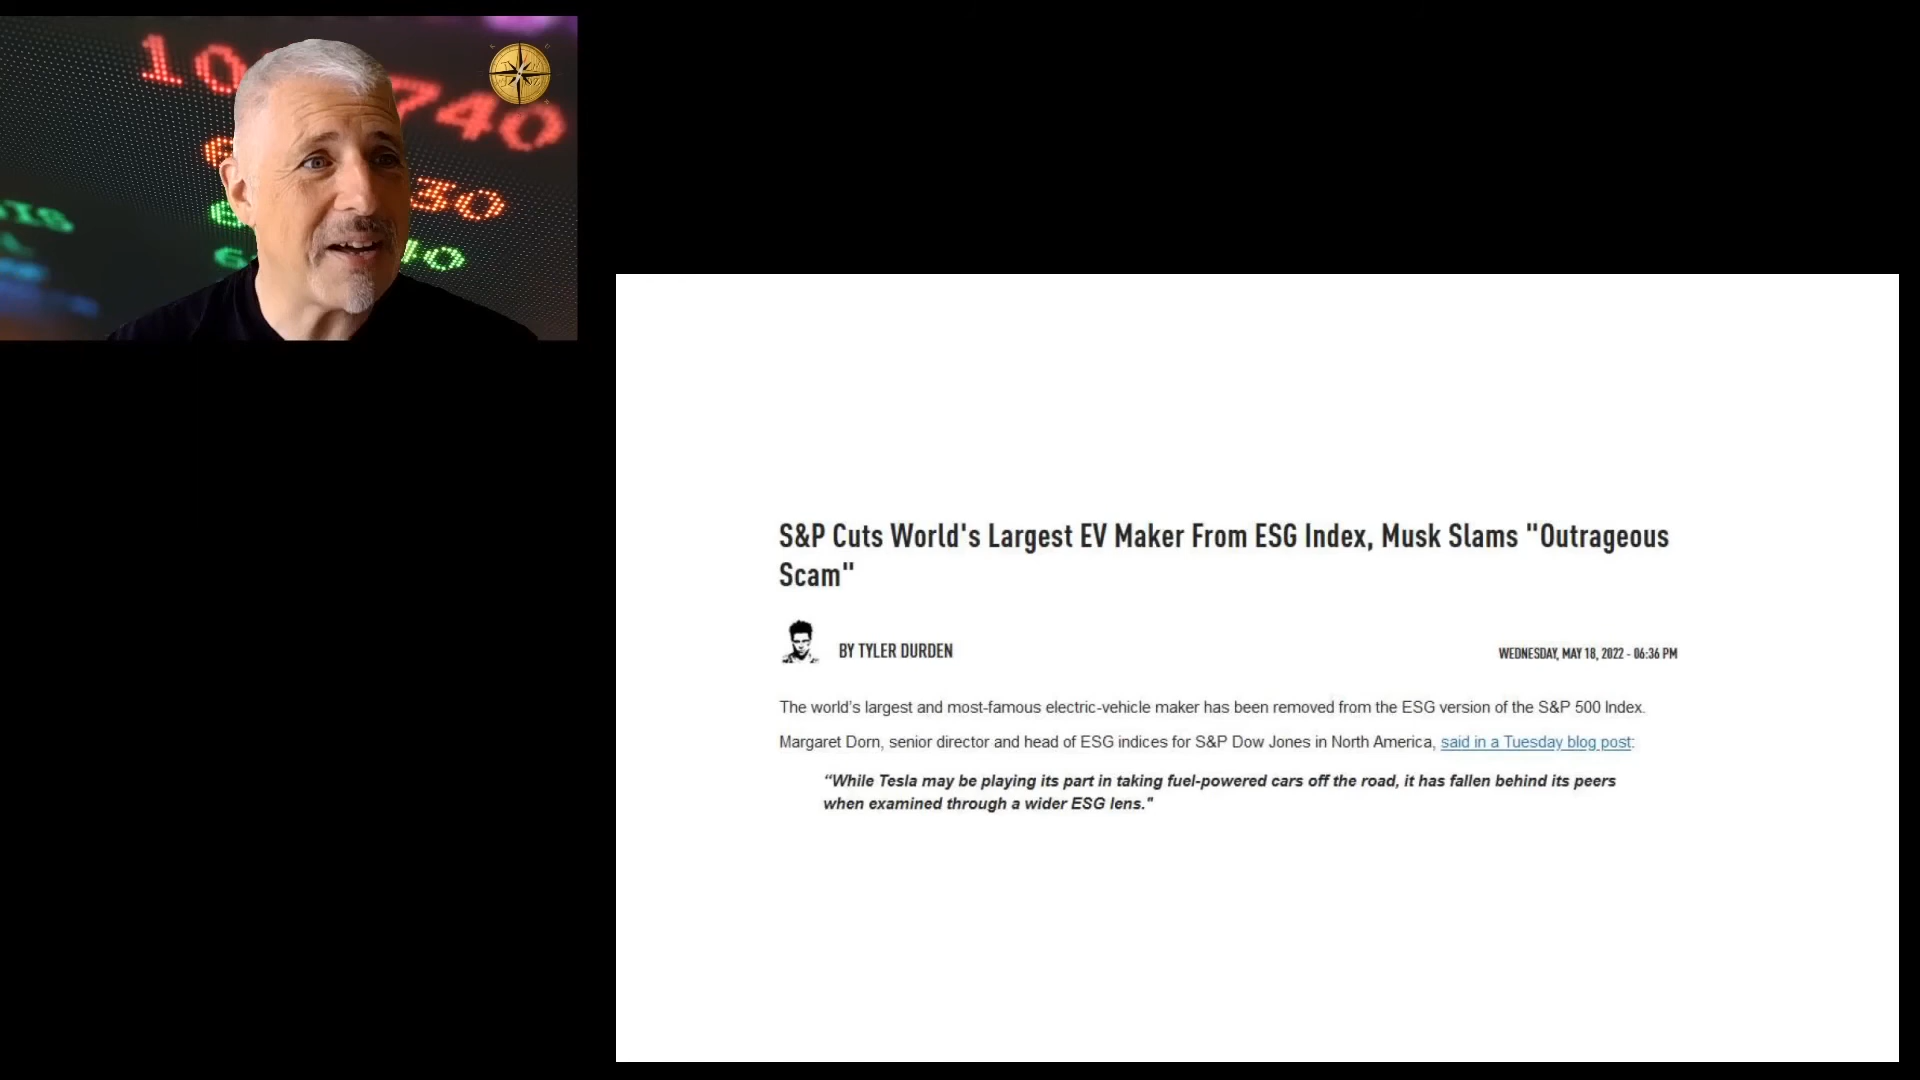 740
30
40
S&P Cuts World's Largest EV Maker From ESG Index, Musk Slams "Outrageous
Scam"
BY TYLER DURDEN
WEDNESDAY, MAY 18, 2022 - 06:36 PM
The world's largest and most-famous electric-vehicle maker has been removed from the ESG version of the S&P 500 Index.
Margaret Dorn, senior director and head of ESG indices for S&P Dow Jones in North America, said in a Tuesday blog post:
“While Tesla may be playing its part in taking fuel-powered cars off the road, it has fallen behind its peers
when examined through a wider ESG lens."